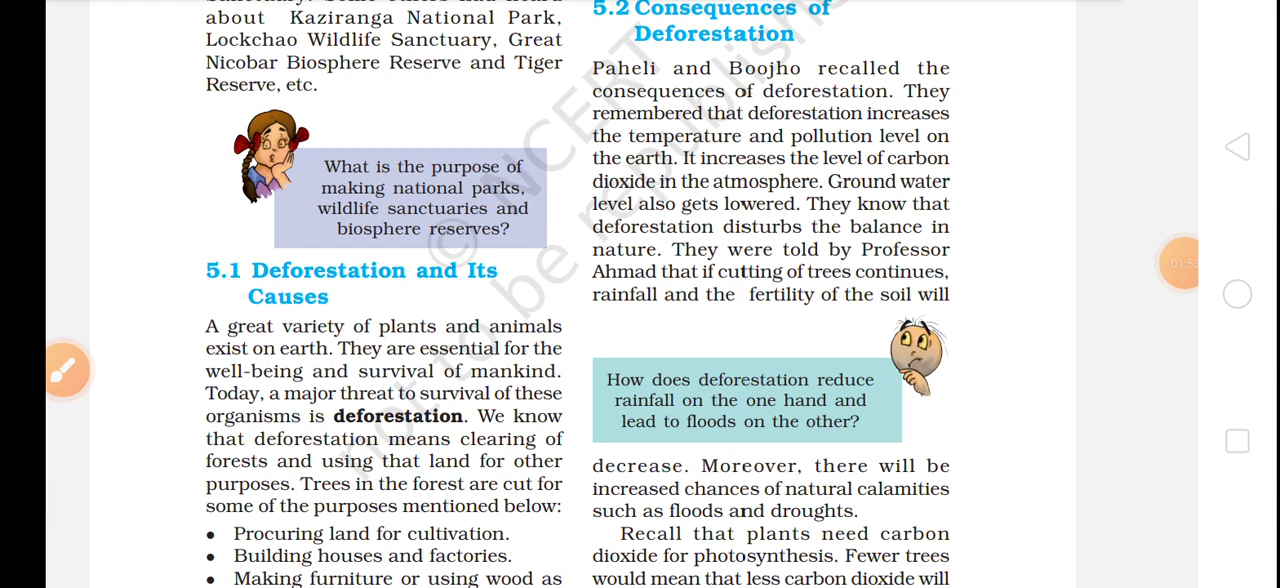 about Kaziranga National Park,
Lockchao Wildlife Sanctuary, Great
Nicobar Biosphere Reserve and Tiger
Reserve, etc.
What is the purpose of
making national parks,
wildlife sanctuaries and
biosphere reserves?
5.1 Deforestation and Its
Causes
A great variety of plants and animals
exist on earth. They are essential for the
well-being and survival of mankind.
Today, a major threat to survival of these
organisms is deforestation. We know
that deforestation means clearing of
forests and using that land for other
purposes. Trees in the forest are cut for
some of the purposes mentioned below:
• Procuring land for cultivation.
• Building houses and factories.
• Making furniture or using wood as
5.2 Consequences of
Deforestation
Paheli and Boojho recalled the
consequences of deforestation. They
remembered that deforestation increases
the temperature and pollution level on
the earth. It increases the level of carbon
dioxide in the atmosphere. Ground water
level also gets lowered. They know that
deforestation disturbs the balance in
nature. They were told by Professor
Ahmad that if cutting of trees continues,
rainfall and the fertility of the soil will
How does deforestation reduce
rainfall on the one hand and
lead to floods on the other?
decrease. Moreover, there will be
increased chances of natural calamities
such as floods and droughts.
Recall that plants need carbon
dioxide for photosynthesis. Fewer trees
would mean that less carbon dioxide will
© NCERT
not to be republished